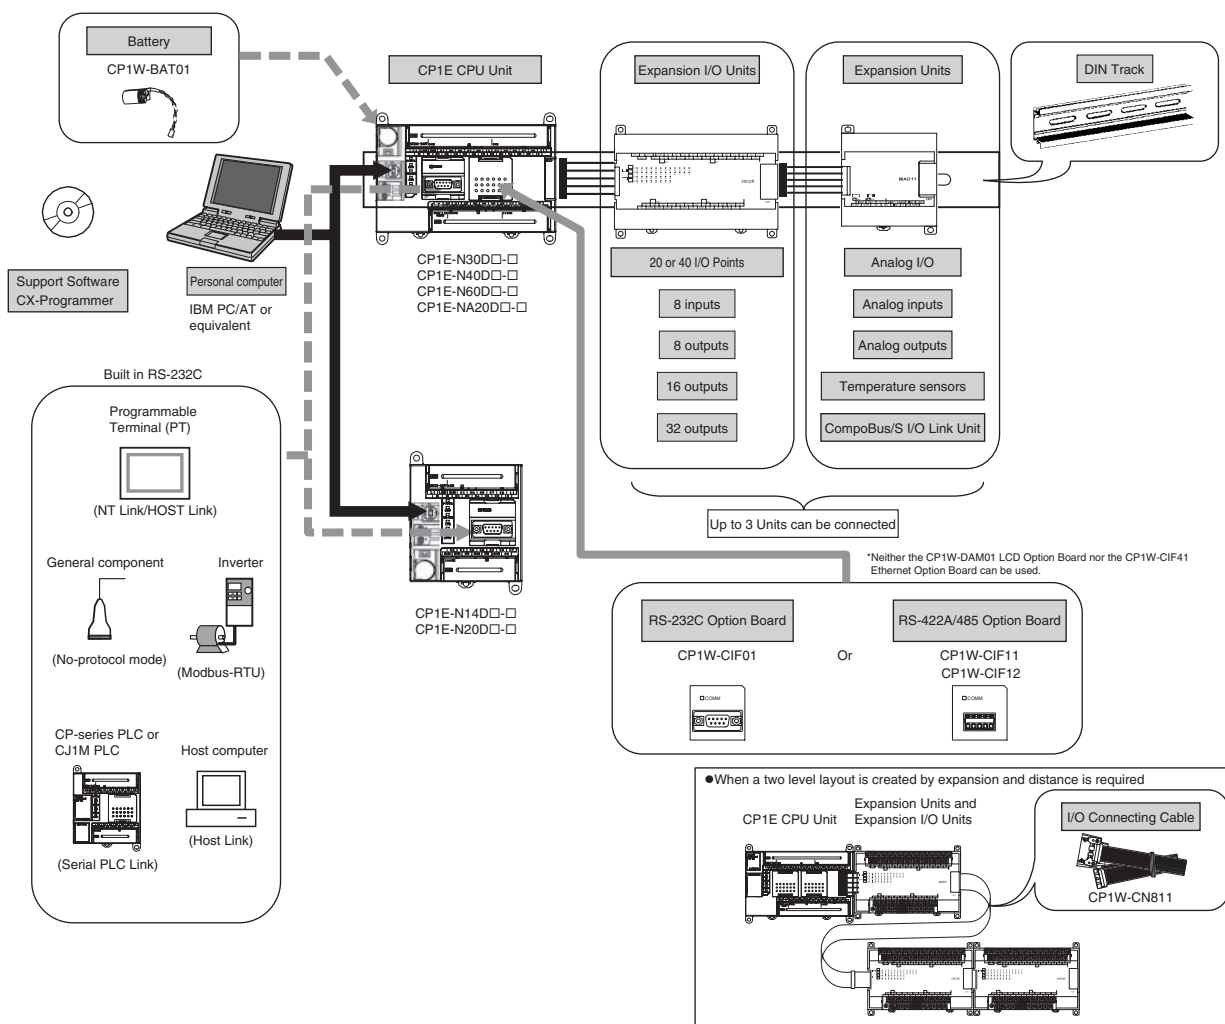 Battery
CP1W-BAT01
CP1E CPU Unit
Expansion I/O Units
Expansion Units
DIN Track
Support Software
CX-Programmer
Personal computer
IBM PC/AT or
equivalent
CP1E-N30D□-□
CP1E-N40D□-□
CP1E-N60D□-□
CP1E-NA20D□-□
MAD11
20 or 40 I/O Points
8 inputs
8 outputs
16 outputs
32 outputs
Analog I/O
Analog inputs
Analog outputs
Temperature sensors
CompoBus/S I/O Link Unit
Up to 3 Units can be connected
Built in RS-232C
Programmable
Terminal (PT)
(NT Link/HOST Link)
General component
(No-protocol mode)
Inverter
(Modbus-RTU)
CP-series PLC or
CJ1M PLC
(Serial PLC Link)
Host computer
(Host Link)
CP1E-N14D□-□
CP1E-N20D□-□
*Neither the CP1W-DAM01 LCD Option Board nor the CP1W-CIF41
Ethernet Option Board can be used.
RS-232C Option Board
CP1W-CIF01
COMM
Or
RS-422A/485 Option Board
CP1W-CIF11
CP1W-CIF12
COMM
●When a two level layout is created by expansion and distance is required
CP1E CPU Unit
Expansion Units and
Expansion I/O Units
I/O Connecting Cable
CP1W-CN811